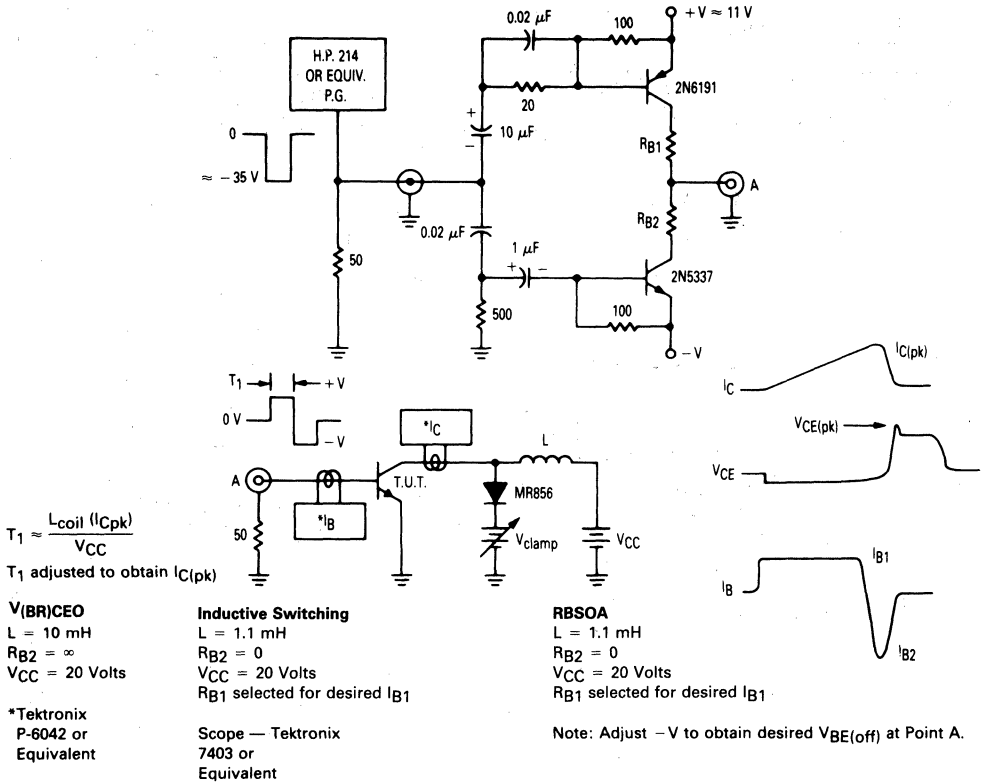 0.02 μF
100
+V ≈ 11 V
H.P. 214
OR EQUIV.
P.G.
2N6191
20
+
10 μF
−
0
≈ −35 V
RB1
A
RB2
0.02 μF
50
1 μF
+ −
2N5337
500
100
−V
T1
+V
0 V
−V
*IC
L
A
T.U.T.
*IB
MR856
50
Vclamp
VCC
IC
IC(pk)
VCE(pk)
VCE
IB
IB1
IB2
T1 ≈ Lcoil (ICpk)
VCC
T1 adjusted to obtain IC(pk)
V(BR)CEO
L = 10 mH
RB2 = ∞
VCC = 20 Volts
*Tektronix
P-6042 or
Equivalent
Inductive Switching
L = 1.1 mH
RB2 = 0
VCC = 20 Volts
RB1 selected for desired IB1
Scope — Tektronix
7403 or
Equivalent
RBSOA
L = 1.1 mH
RB2 = 0
VCC = 20 Volts
RB1 selected for desired IB1
Note: Adjust −V to obtain desired VBE(off) at Point A.